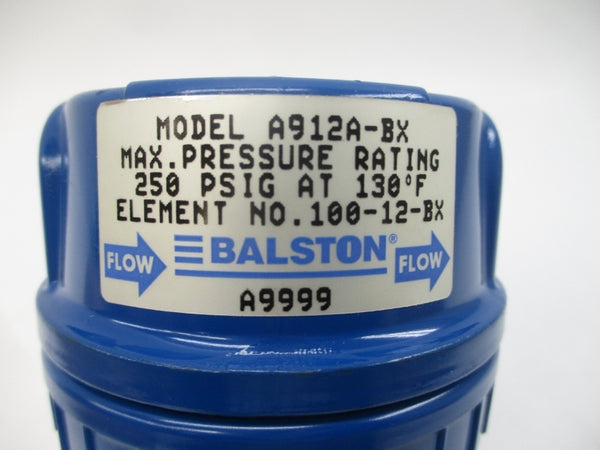 MODEL A912A-BX
MAX.PRESSURE RATING
250 PSIG AT 130°F
ELEMENT NO.100-12-BX
FLOW BALSTON® FLOW
A9999